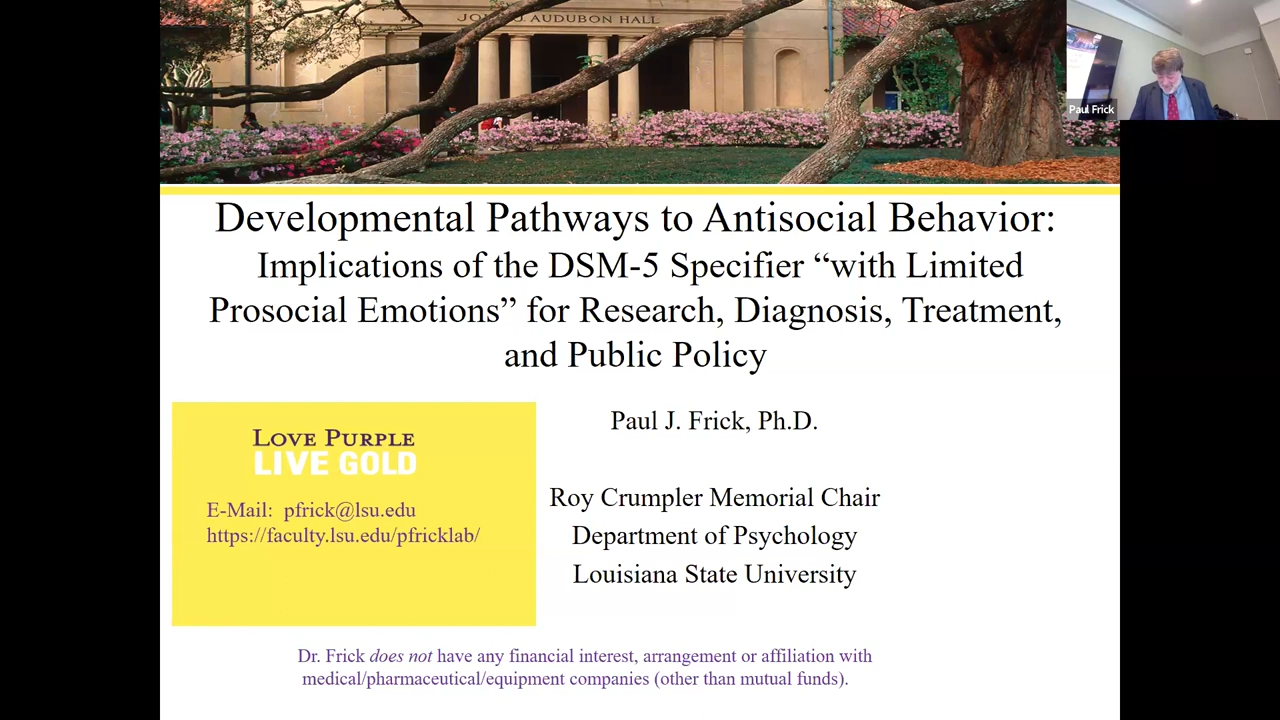 JOHN J. AUDUBON HALL
Paul Frick
Developmental Pathways to Antisocial Behavior:
Implications of the DSM-5 Specifier “with Limited
Prosocial Emotions” for Research, Diagnosis, Treatment,
and Public Policy
LOVE PURPLE
LIVE GOLD
E-Mail: pfrick@lsu.edu
https://faculty.lsu.edu/pfricklab/
Paul J. Frick, Ph.D.
Roy Crumpler Memorial Chair
Department of Psychology
Louisiana State University
Dr. Frick does not have any financial interest, arrangement or affiliation with
medical/pharmaceutical/equipment companies (other than mutual funds).